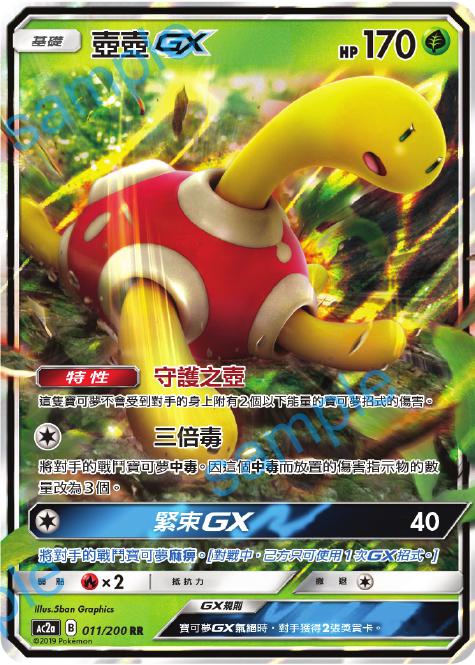 基礎 壺壺GX HP 170
sample
特性 守護之壺
這隻寶可夢不會受到對手的身上附有2個以下能量的寶可夢招式的傷害。
三倍毒
將對手的戰鬥寶可夢中毒。因這個中毒而放置的傷害指示物的數
量改為3個。
緊束GX 40
將對手的戰鬥寶可夢麻痹。[對戰中,己方只可使用1次GX招式。]
弱點 ×2 抵抗力 撤退
Illus.5ban Graphics
GX規則
AC2a B 011/200 RR
寶可夢GX氣絕時,對手獲得2張獎賞卡。
©2019 Pokémon